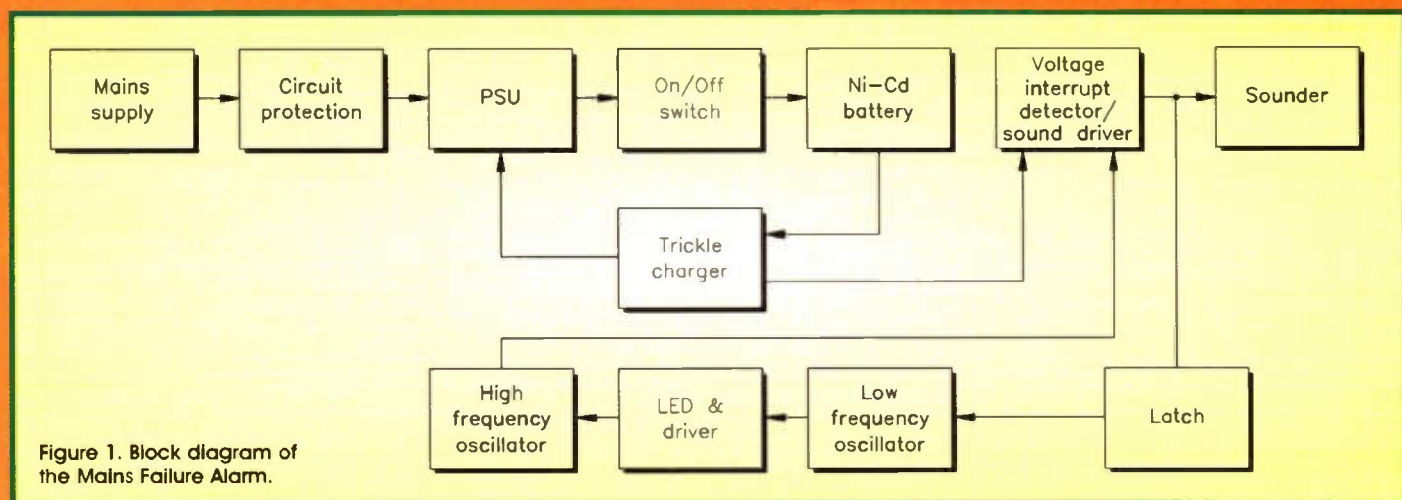 Mains
supply
Circuit
protection
PSU
On/Off
switch
Ni-Cd
battery
Voltage
interrupt
detector/
sound driver
Sounder
Trickle
charger
High
frequency
oscillator
LED &
driver
Low
frequency
oscillator
Latch
Figure 1. Block diagram of
the Mains Failure Alarm.